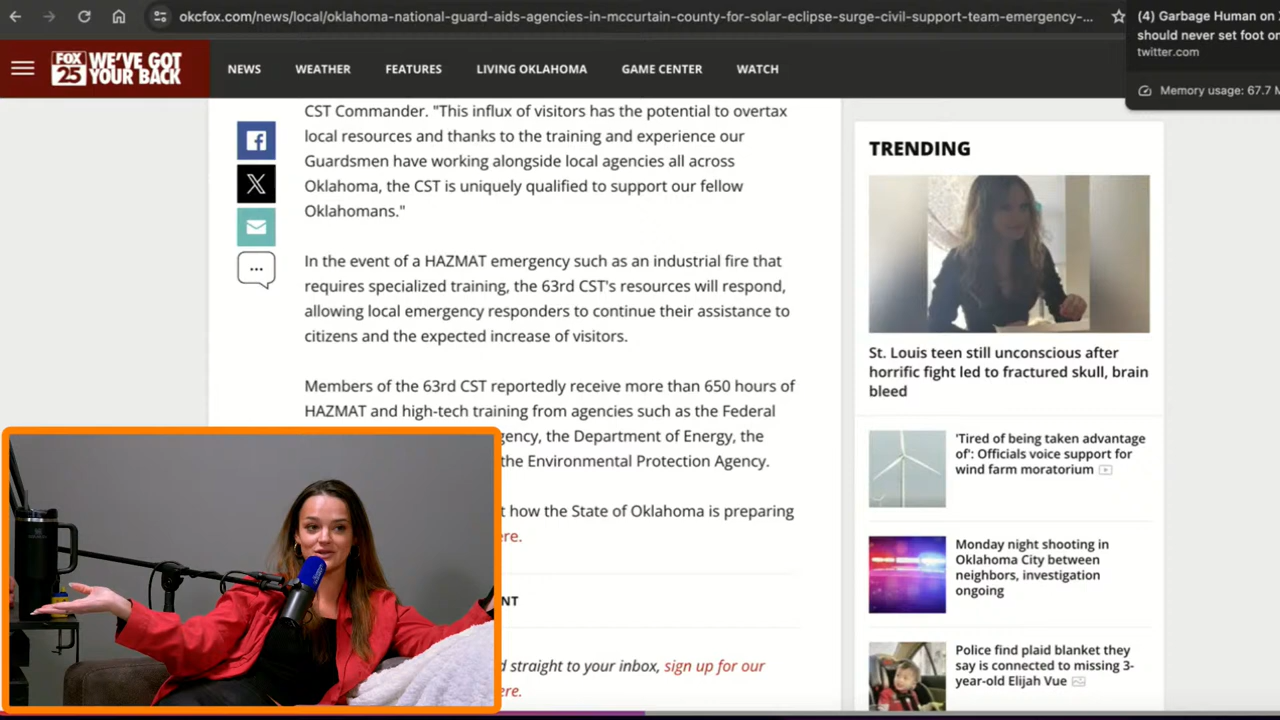 okcfox.com/news/local/oklahoma-national-guard-aids-agencies-in-mccurtain-county-for-solar-eclipse-surge-civil-support-team-emergency-...
(4) Garbage Human on
should never set foot on
twitter.com
Memory usage: 67.7 M
FOX 25
WE'VE GOT
YOUR BACK
NEWS WEATHER FEATURES LIVING OKLAHOMA GAME CENTER WATCH
CST Commander. "This influx of visitors has the potential to overtax
local resources and thanks to the training and experience our
Guardsmen have working alongside local agencies all across
Oklahoma, the CST is uniquely qualified to support our fellow
Oklahomans."
In the event of a HAZMAT emergency such as an industrial fire that
requires specialized training, the 63rd CST's resources will respond,
allowing local emergency responders to continue their assistance to
citizens and the expected increase of visitors.
Members of the 63rd CST reportedly receive more than 650 hours of
HAZMAT and high-tech training from agencies such as the Federal
gency, the Department of Energy, the
the Environmental Protection Agency.
t how the State of Oklahoma is preparing
ere.
NT
d straight to your inbox, sign up for our
ere.
TRENDING
St. Louis teen still unconscious after
horrific fight led to fractured skull, brain
bleed
'Tired of being taken advantage
of': Officials voice support for
wind farm moratorium
Monday night shooting in
Oklahoma City between
neighbors, investigation
ongoing
Police find plaid blanket they
say is connected to missing 3-
year-old Elijah Vue